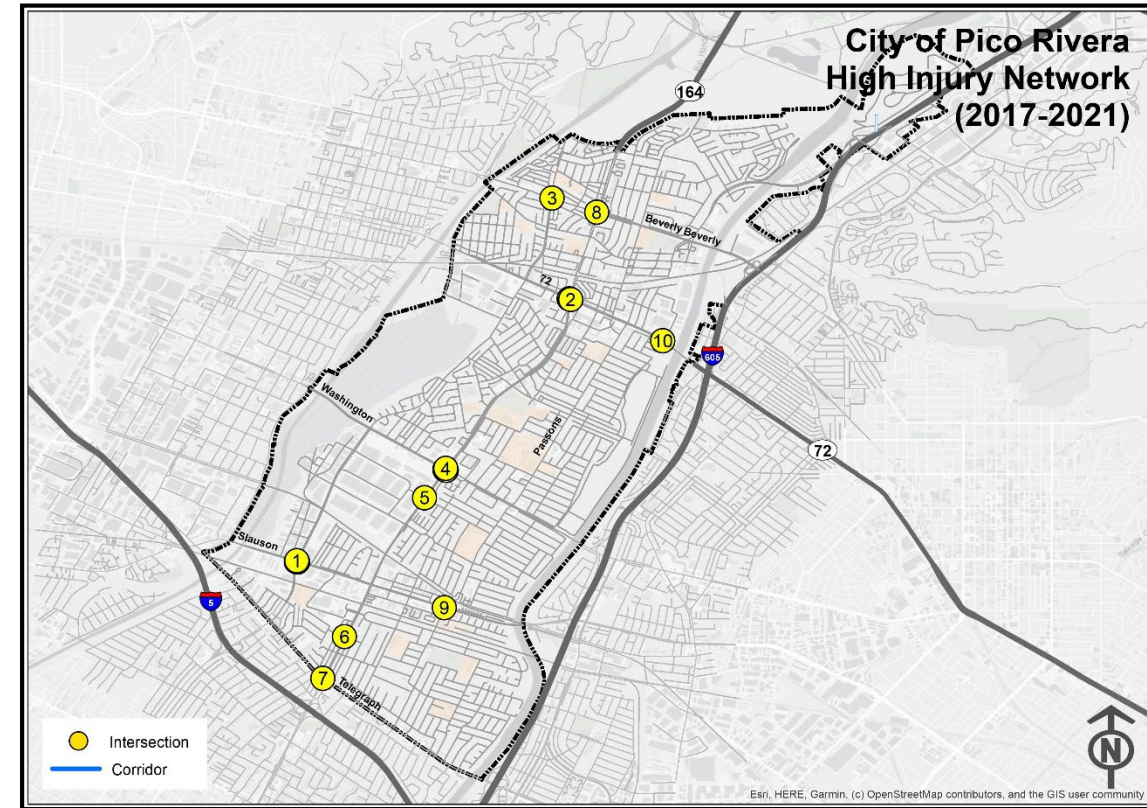 City of Pico Rivera
High Injury Network
(2017-2021)
164
3
8
Beverly Beverly
72
2
10
605
Washington
Passons
72
4
5
Slauson
1
5
9
6
7
Telegraph
Intersection
Corridor
N
Esri, HERE, Garmin, (c) OpenStreetMap contributors, and the GIS user community